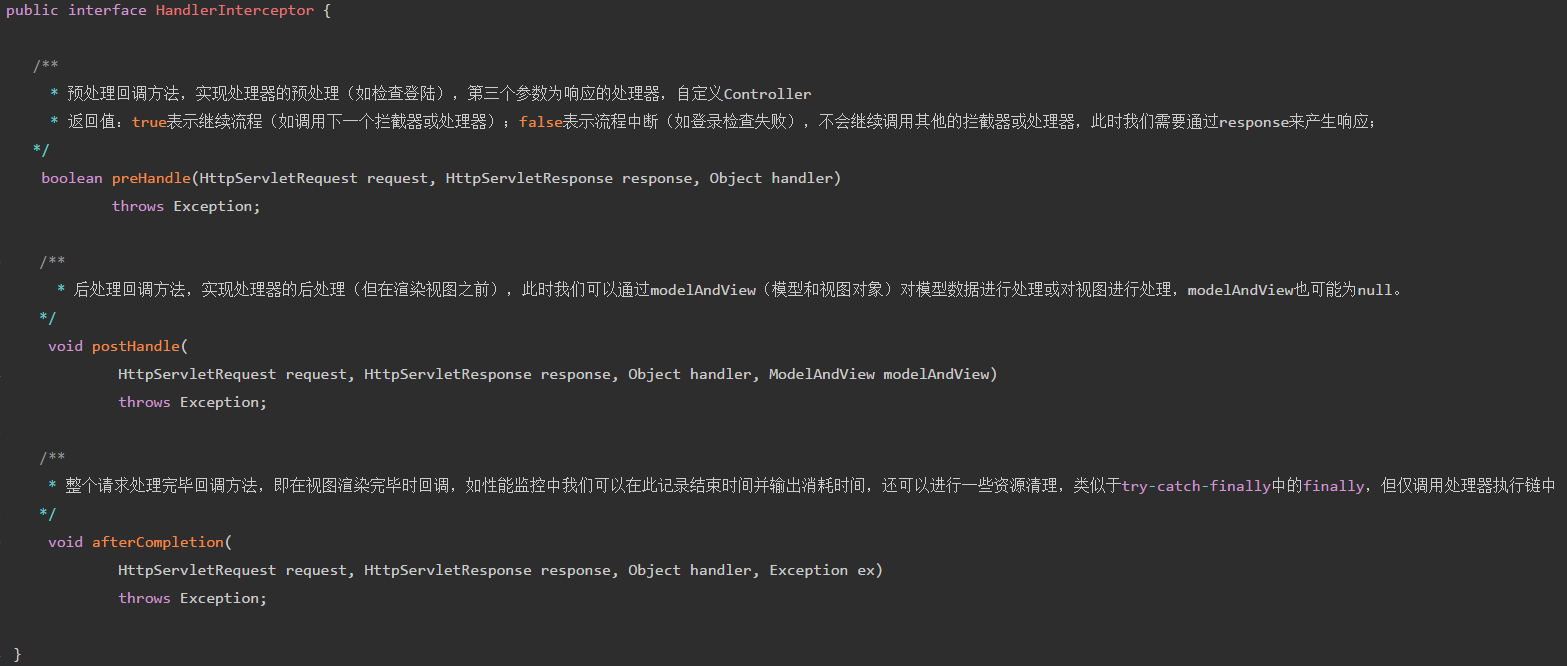 public interface HandlerInterceptor {
/**
* 预处理回调方法，实现处理器的预处理（如检查登陆），第三个参数为响应的处理器，自定义Controller
* 返回值：true表示继续流程（如调用下一个拦截器或处理器）；false表示流程中断（如登录检查失败），不会继续调用其他的拦截器或处理器，此时我们需要通过response来产生响应；
*/
boolean preHandle(HttpServletRequest request, HttpServletResponse response, Object handler)
throws Exception;
/**
* 后处理回调方法，实现处理器的后处理（但在渲染视图之前），此时我们可以通过modelAndView（模型和视图对象）对模型数据进行处理或对视图进行处理，modelAndView也可能为null。
*/
void postHandle(
HttpServletRequest request, HttpServletResponse response, Object handler, ModelAndView modelAndView)
throws Exception;
/**
* 整个请求处理完毕回调方法，即在视图渲染完毕时回调，如性能监控中我们可以在此记录结束时间并输出消耗时间，还可以进行一些资源清理，类似于try-catch-finally中的finally，但仅调用处理器执行链中
*/
void afterCompletion(
HttpServletRequest request, HttpServletResponse response, Object handler, Exception ex)
throws Exception;
}